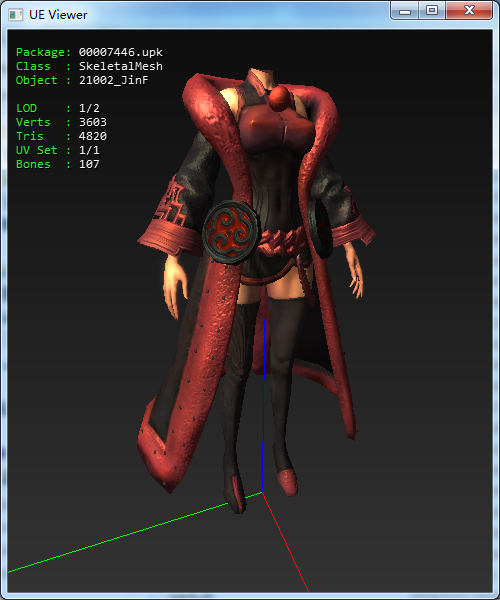 UE Viewer
Package: 00007446.upk
Class : SkeletalMesh
Object : 21002_JinF
LOD : 1/2
Verts : 3603
Tris : 4820
UV Set : 1/1
Bones : 107